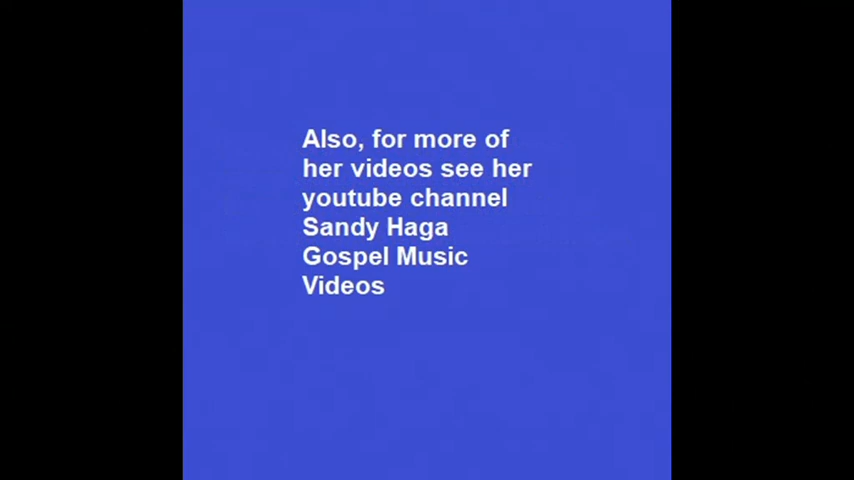 Also, for more of
her videos see her
youtube channel
Sandy Haga
Gospel Music
Videos